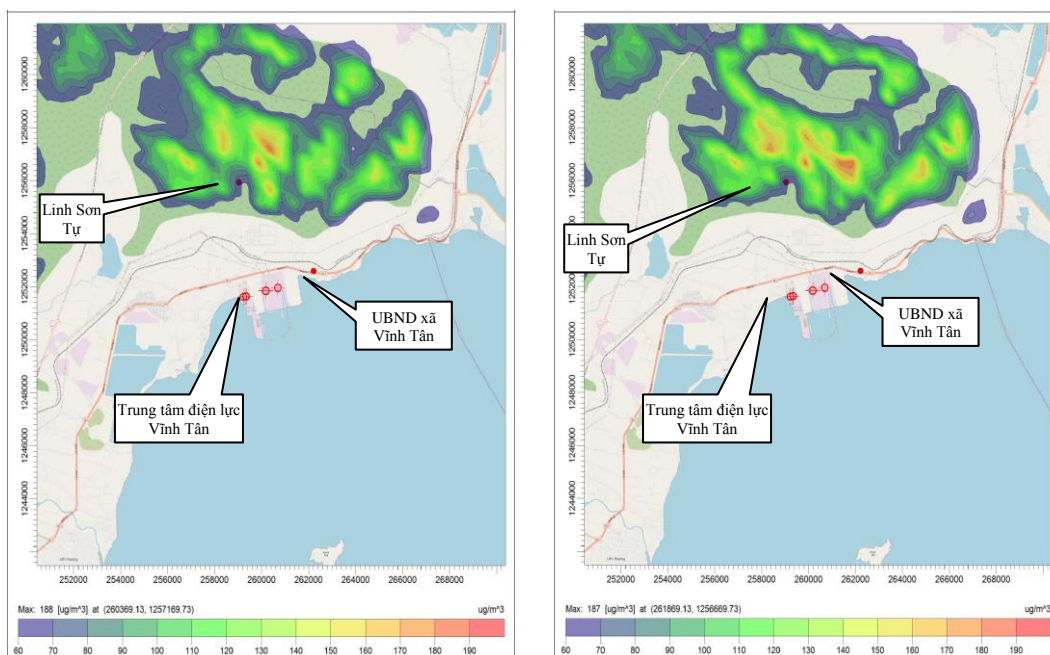 1260000
1258000
1256000
1254000
1252000
1250000
1248000
1246000
1244000
Linh Sơn
Tự
UBND xã
Vĩnh Tân
Trung tâm điện lực
Vĩnh Tân
252000 254000 256000 258000 260000 262000 264000 266000 268000
Max: 188 [ug/m^3] at (260369.13, 1257169.73) ug/m^3
60 70 80 90 100 110 120 130 140 150 160 170 180 190
1260000
1258000
1256000
1254000
1252000
1250000
1248000
1246000
1244000
Linh Sơn
Tự
UBND xã
Vĩnh Tân
Trung tâm điện lực
Vĩnh Tân
252000 254000 256000 258000 260000 262000 264000 266000 268000
Max: 187 [ug/m^3] at (261869.13, 1256669.73) ug/m^3
60 70 80 90 100 110 120 130 140 150 160 170 180 190